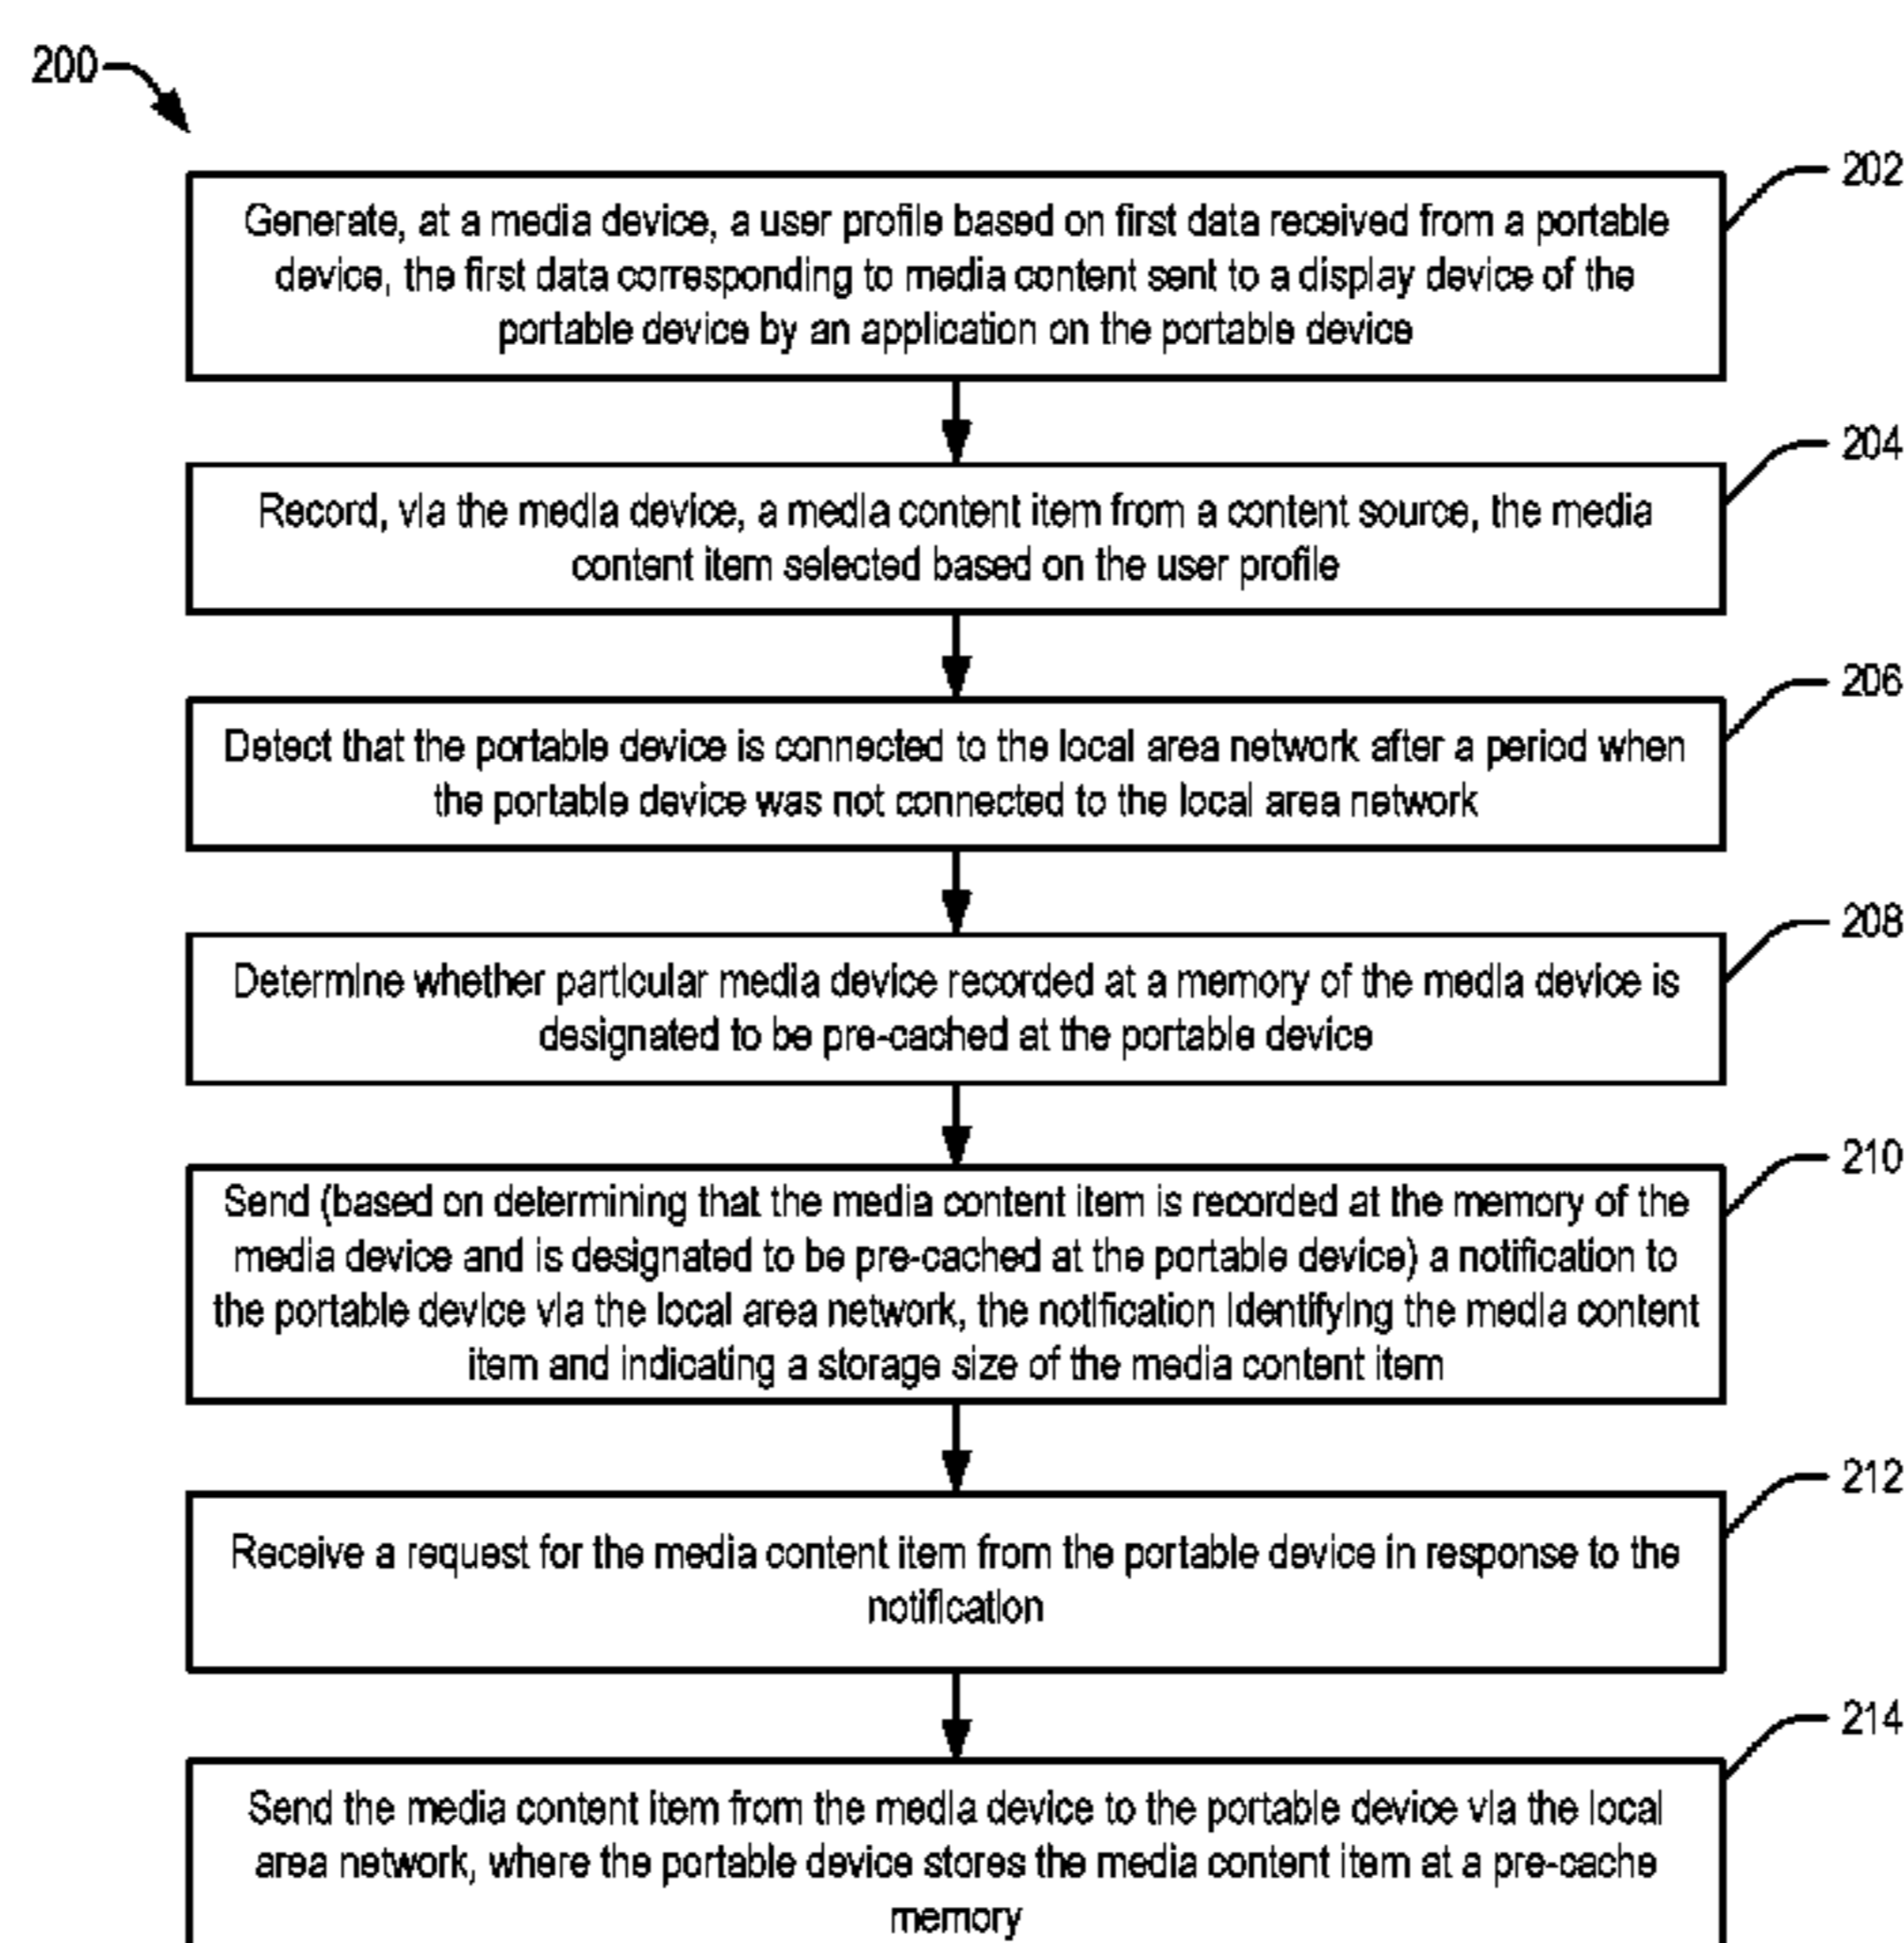 200
202
Generate, at a media device, a user profile based on first data received from a portable
device, the first data corresponding to media content sent to a display device of the
portable device by an application on the portable device
204
Record, via the media device, a media content item from a content source, the media
content item selected based on the user profile
206
Detect that the portable device is connected to the local area network after a period when
the portable device was not connected to the local area network
208
Determine whether particular media device recorded at a memory of the media device is
designated to be pre-cached at the portable device
210
Send (based on determining that the media content item is recorded at the memory of the
media device and is designated to be pre-cached at the portable device) a notification to
the portable device via the local area network, the notification identifying the media content
item and indicating a storage size of the media content item
212
Receive a request for the media content item from the portable device in response to the
notification
214
Send the media content item from the media device to the portable device via the local
area network, where the portable device stores the media content item at a pre-cache
memory